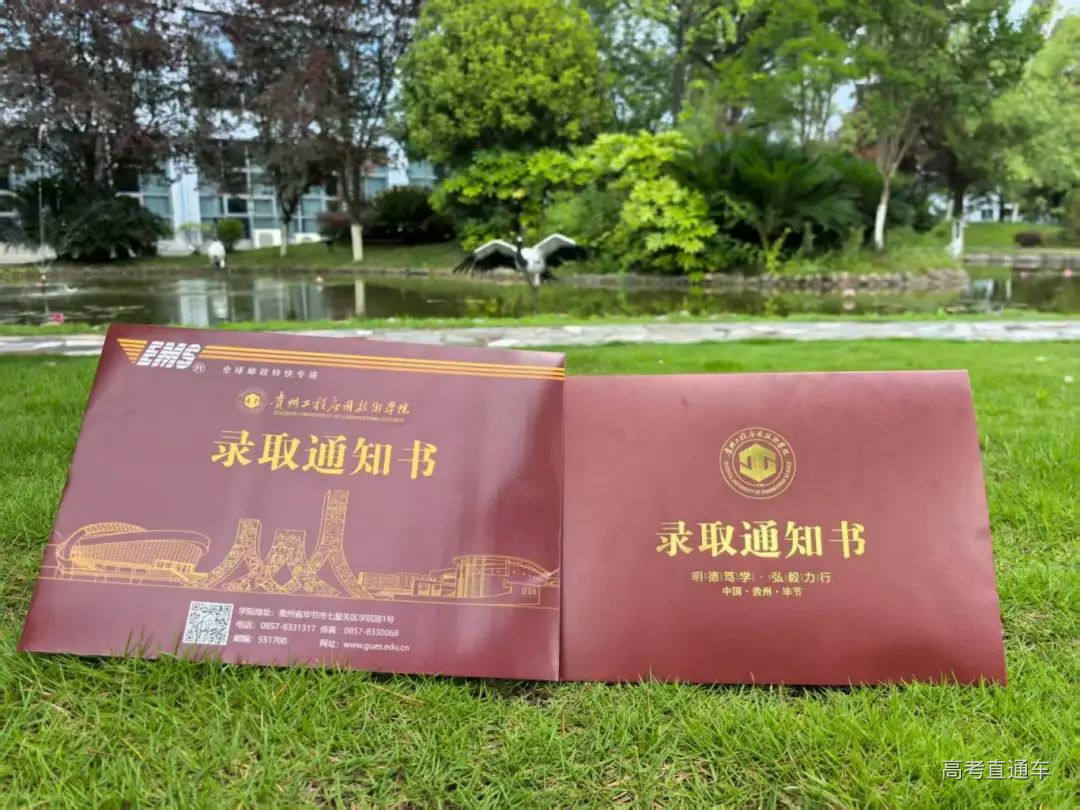 EMS®
全球邮政特快专递
贵州工程应用技术学院
GUIZHOU UNIVERSITY OF ENGINEERING SCIENCE
录取通知书
学院地址：贵州省毕节市七星关区学院路1号
电话：0857-8331317 传真：0857-8330068
邮编：551700 网址：www.gues.edu.cn
贵州工程应用技术学院
GUIZHOU UNIVERSITY OF ENGINEERING SCIENCE
录取通知书
明德笃学·弘毅力行
中国·贵州·毕节
高考直通车